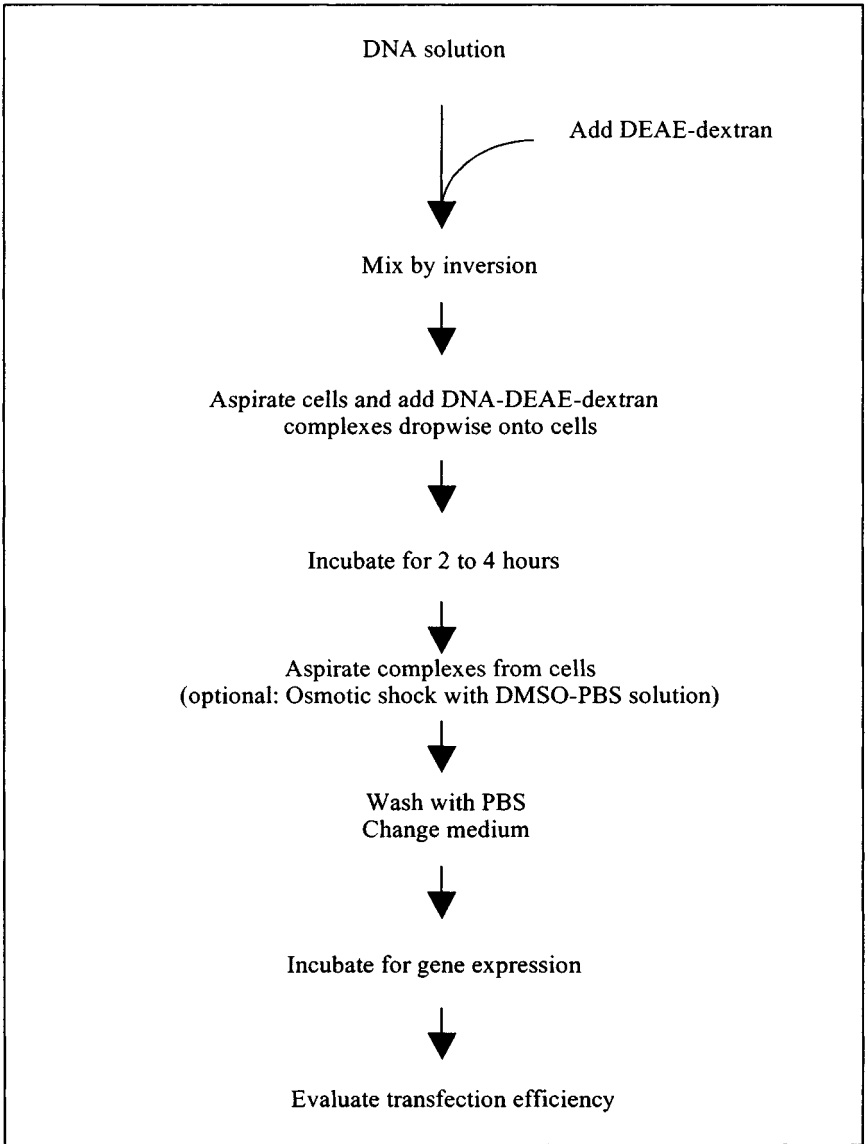 DNA solution
Add DEAE-dextran
Mix by inversion
Aspirate cells and add DNA-DEAE-dextran
complexes dropwise onto cells
Incubate for 2 to 4 hours
Aspirate complexes from cells
(optional: Osmotic shock with DMSO-PBS solution)
Wash with PBS
Change medium
Incubate for gene expression
Evaluate transfection efficiency